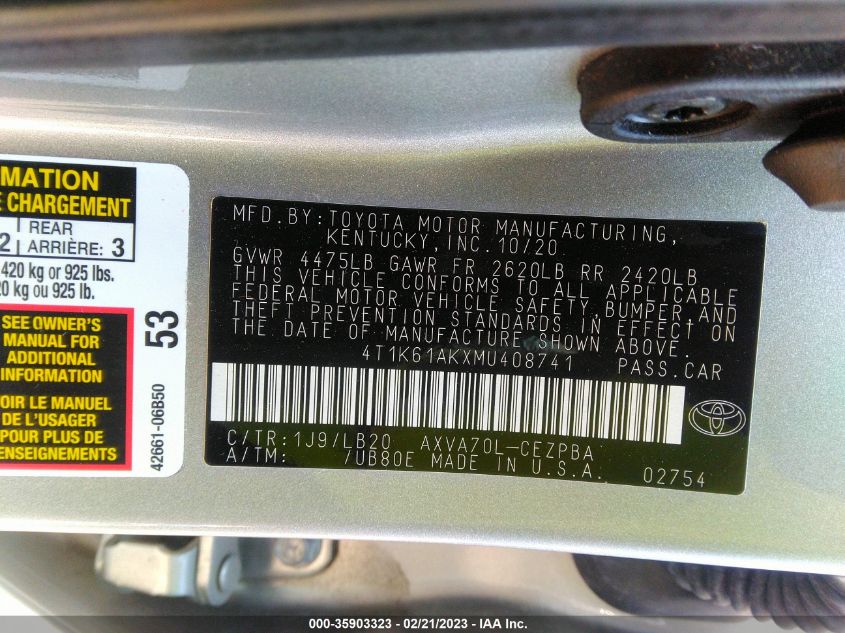 MATION
E CHARGEMENT
2 REAR
ARRIÈRE: 3
420 kg or 925 lbs.
20 kg ou 925 lb.
SEE OWNER'S
MANUAL FOR
ADDITIONAL
INFORMATION
VOIR LE MANUEL
DE L'USAGER
POUR PLUS DE
RENSEIGNEMENTS
53
42661-06B50
MFD.BY:TOYOTA MOTOR MANUFACTURING,
KENTUCKY, INC. 10/20
GVWR 4475LB GAWR FR 2620LB RR 2420LB
THIS VEHICLE CONFORMS TO ALL APPLICABLE
FEDERAL MOTOR VEHICLE SAFETY, BUMPER, AND
THEFT PREVENTION STANDARDS IN EFFECT ON
THE DATE OF MANUFACTURE SHOWN ABOVE.
4T1K61AKXMU408741 PASS.CAR
C/TR:1J9/LB20 AXVA70L-CEZPBA
A/TM: /UB80E MADE IN U.S.A. 02754
000-35903323 - 02/21/2023 - IAA Inc.